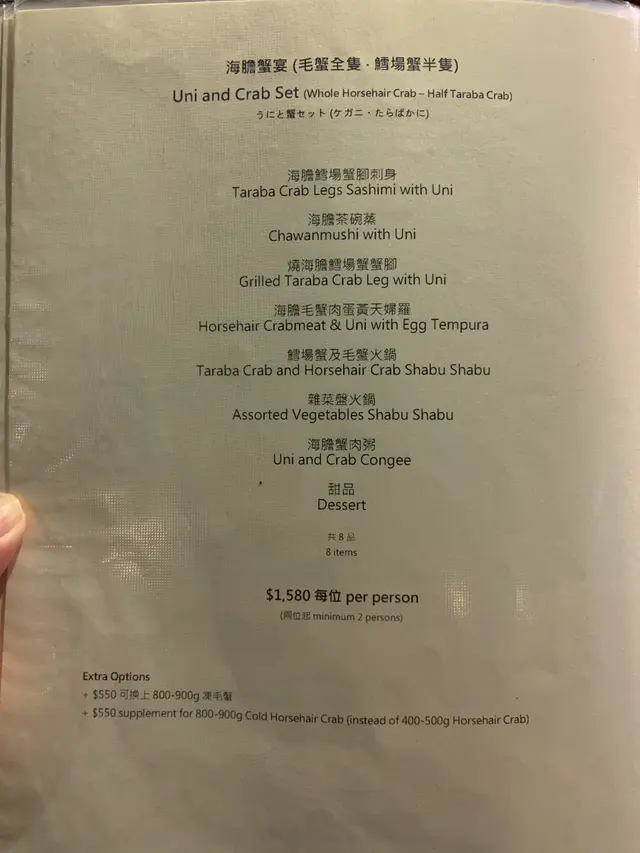 海膽蟹宴 (毛蟹全隻 · 鱈場蟹半隻)
Uni and Crab Set (Whole Horsehair Crab – Half Taraba Crab)
うにと蟹セット (ケガニ・たらばかに)
海膽鱈場蟹腳刺身
Taraba Crab Legs Sashimi with Uni
海膽茶碗蒸
Chawanmushi with Uni
燒海膽鱈場蟹蟹腳
Grilled Taraba Crab Leg with Uni
海膽毛蟹肉蛋黃天婦羅
Horsehair Crabmeat & Uni with Egg Tempura
鱈場蟹及毛蟹火鍋
Taraba Crab and Horsehair Crab Shabu Shabu
雜菜盤火鍋
Assorted Vegetables Shabu Shabu
海膽蟹肉粥
Uni and Crab Congee
甜品
Dessert
共 8 品
8 items
$1,580 每位 per person
(兩位起 minimum 2 persons)
Extra Options
+ $550 可換上 800-900g 凍毛蟹
+ $550 supplement for 800-900g Cold Horsehair Crab (instead of 400-500g Horsehair Crab)